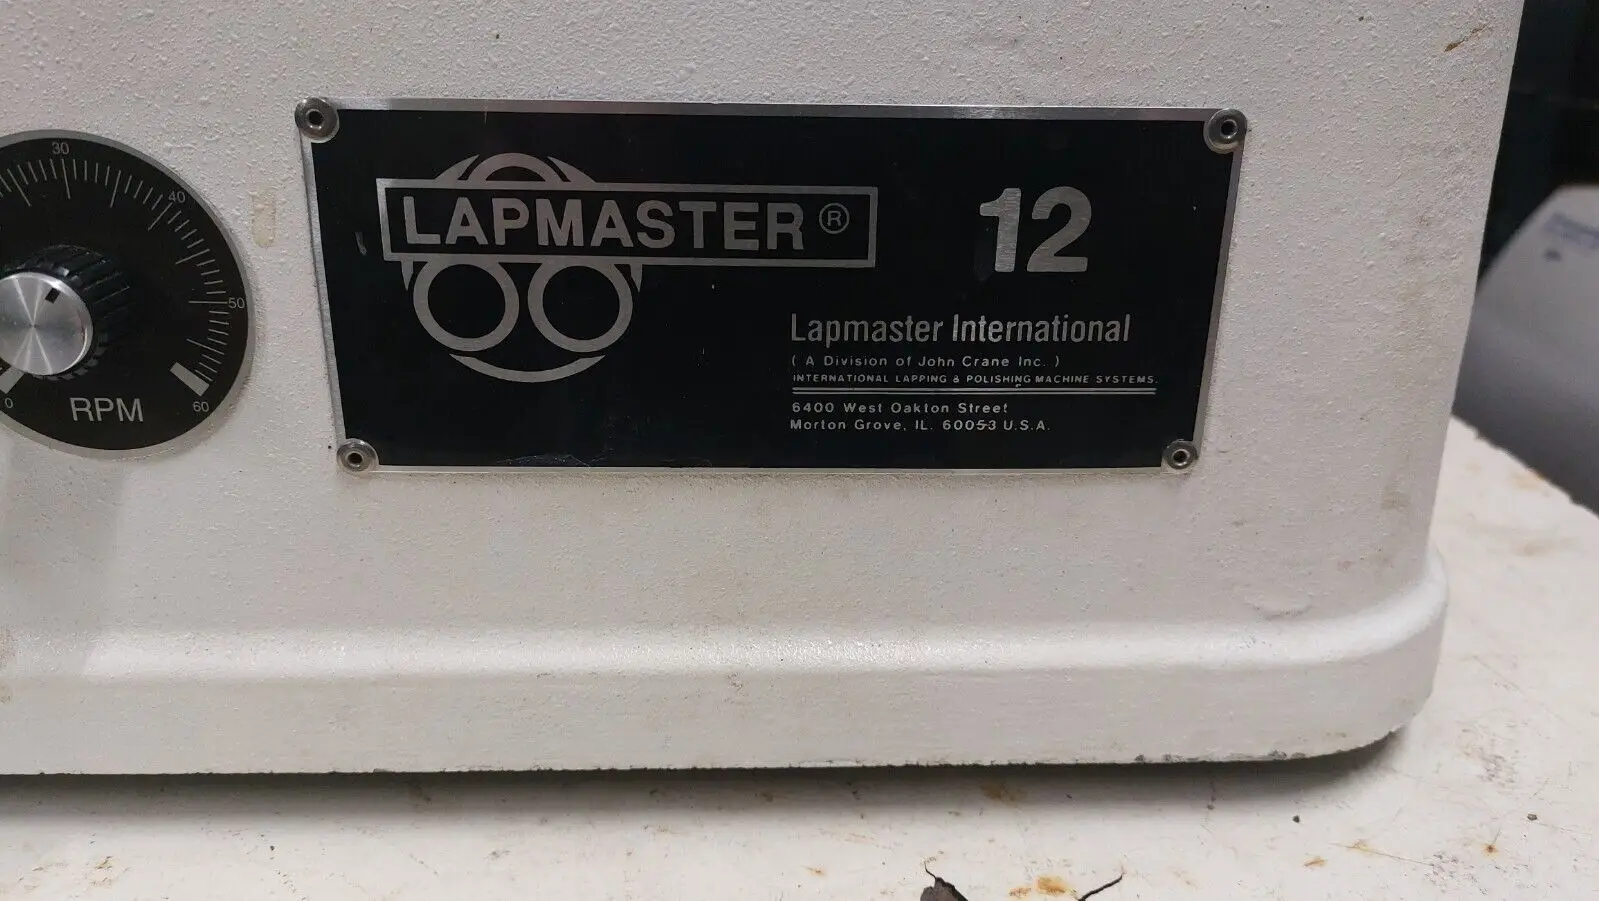 30
40
50
60
0
RPM
LAPMASTER ®
12
Lapmaster International
( A Division of John Crane Inc. )
INTERNATIONAL LAPPING & POLISHING MACHINE SYSTEMS.
6400 West Oakton Street
Morton Grove, IL. 60053 U.S.A.